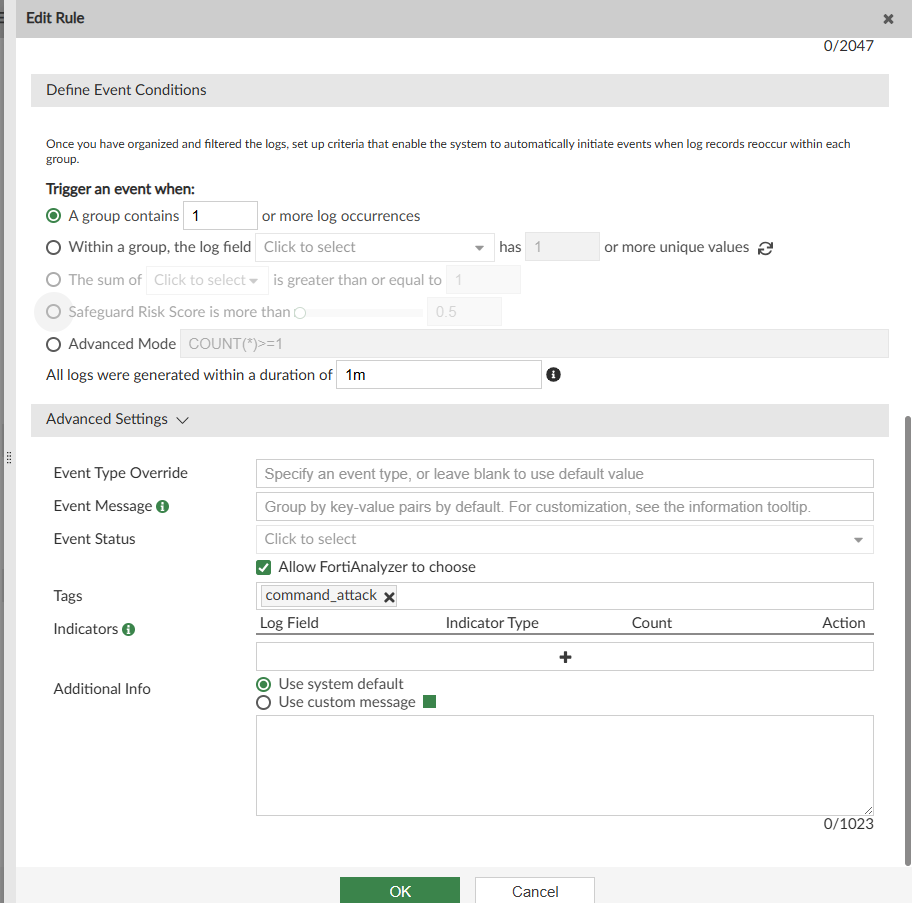 Edit Rule
0/2047
Define Event Conditions
Once you have organized and filtered the logs, set up criteria that enable the system to automatically initiate events when log records reoccur within each
group.
Trigger an event when:
A group contains 1 or more log occurrences
Within a group, the log field Click to select has 1 or more unique values
The sum of Click to select is greater than or equal to 1
Safeguard Risk Score is more than 0.5
Advanced Mode COUNT(*)>=1
All logs were generated within a duration of 1m
Advanced Settings
Event Type Override Specify an event type, or leave blank to use default value
Event Message Group by key-value pairs by default. For customization, see the information tooltip.
Event Status Click to select
Allow FortiAnalyzer to choose
Tags command_attack
Indicators Log Field Indicator Type Count Action
Additional Info Use system default
Use custom message
0/1023
OK Cancel